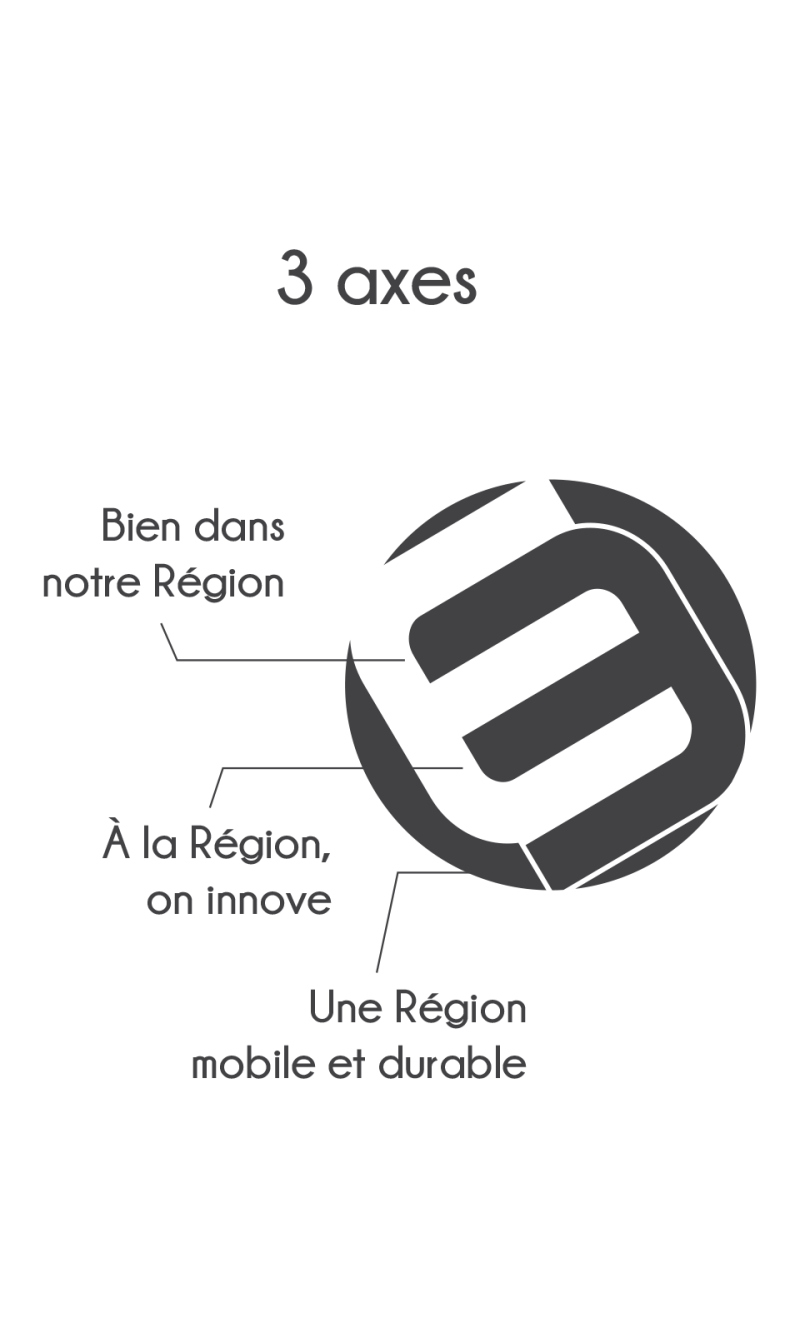 3 axes
Bien dans
notre Région
À la Région,
on innove
Une Région
mobile et durable